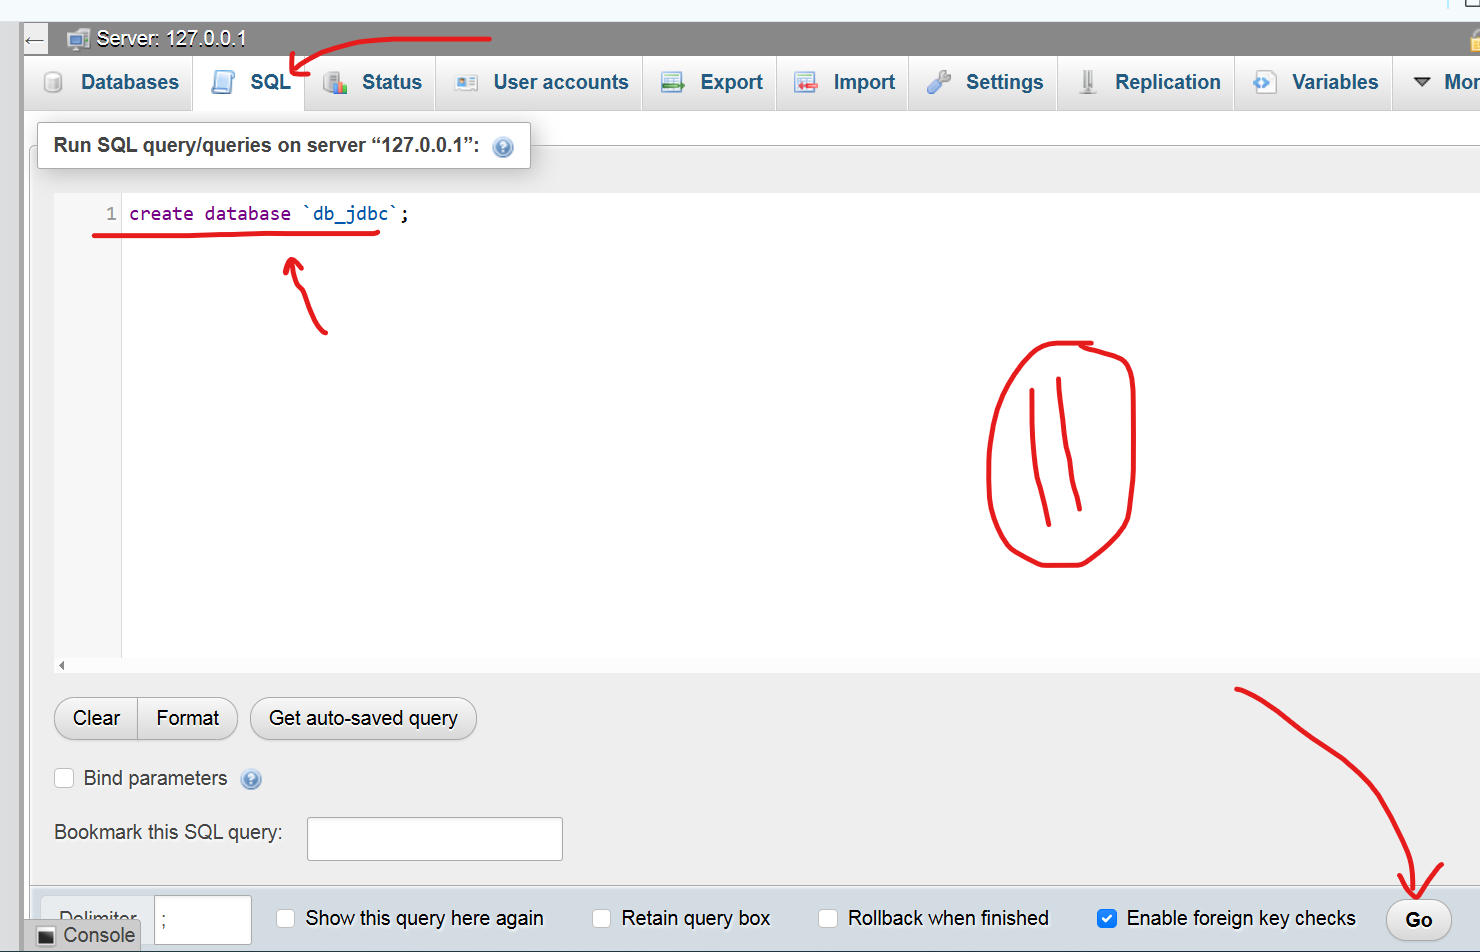 Server: 127.0.0.1
Databases SQL Status User accounts Export Import Settings Replication Variables
Run SQL query/queries on server “127.0.0.1”:
1 create database `db_jdbc`;
Clear Format Get auto-saved query
Bind parameters
Bookmark this SQL query:
Delimiter ; Show this query here again Retain query box Rollback when finished Enable foreign key checks Go
Console